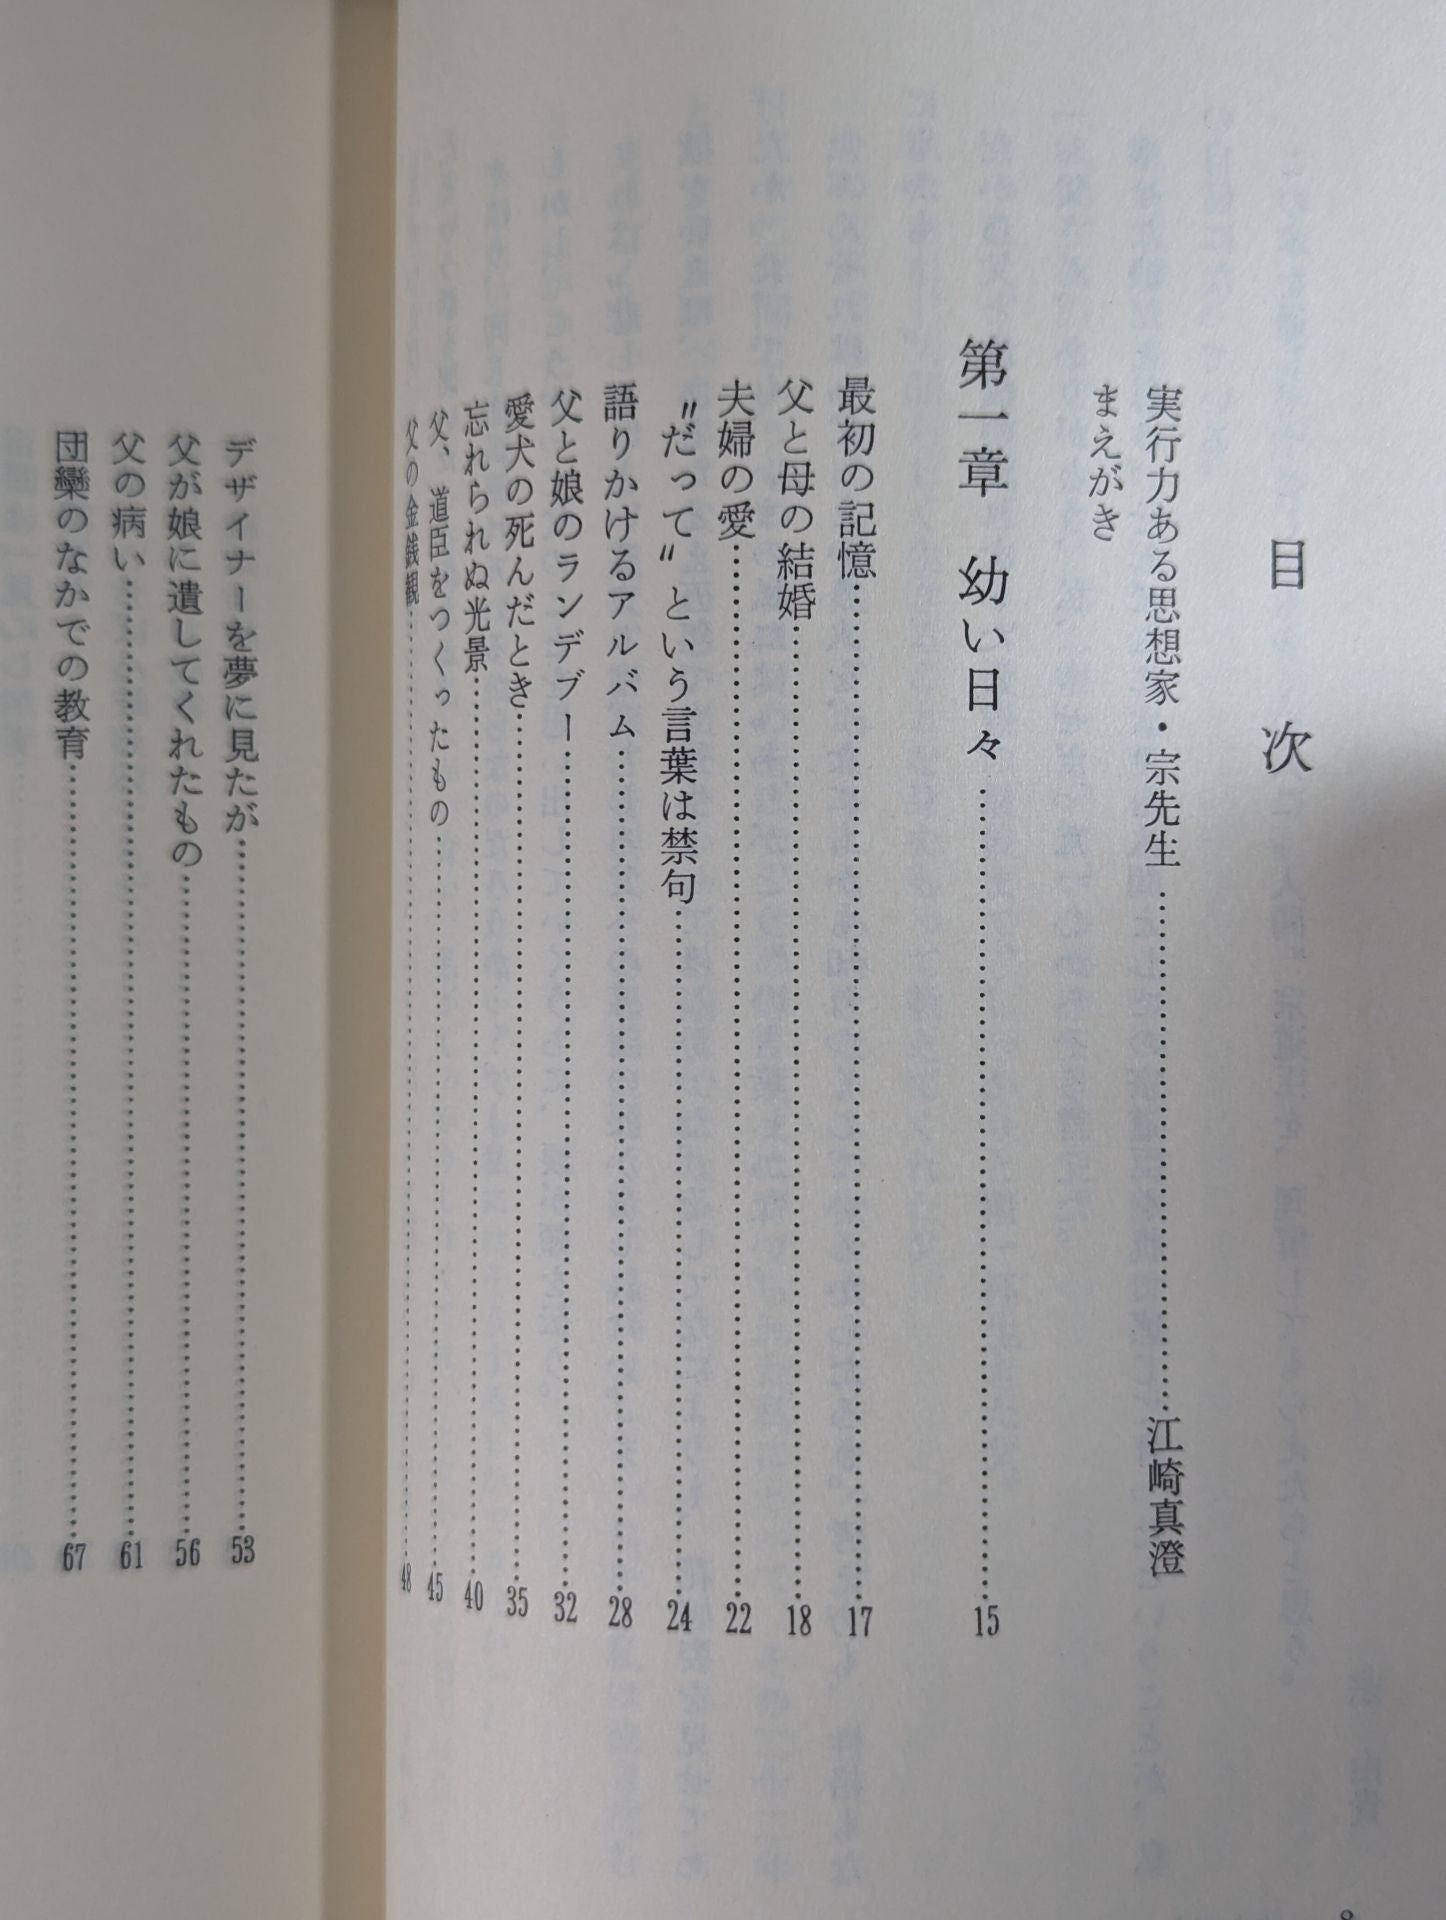 目次
実行力ある思想家・宗先生……江崎真澄
まえがき
第一章 幼い日々……15
最初の記憶……17
父と母の結婚……18
夫婦の愛……22
〝だって〟という言葉は禁句……24
語りかけるアルバム……28
父と娘のランデブー……32
愛犬の死んだとき……35
忘れられぬ光景……40
父、道臣をつくったもの……45
父の金銭観……48
8
デザイナーを夢に見たが……53
父が娘に遺してくれたもの……56
父の病い……61
団欒のなかでの教育……67